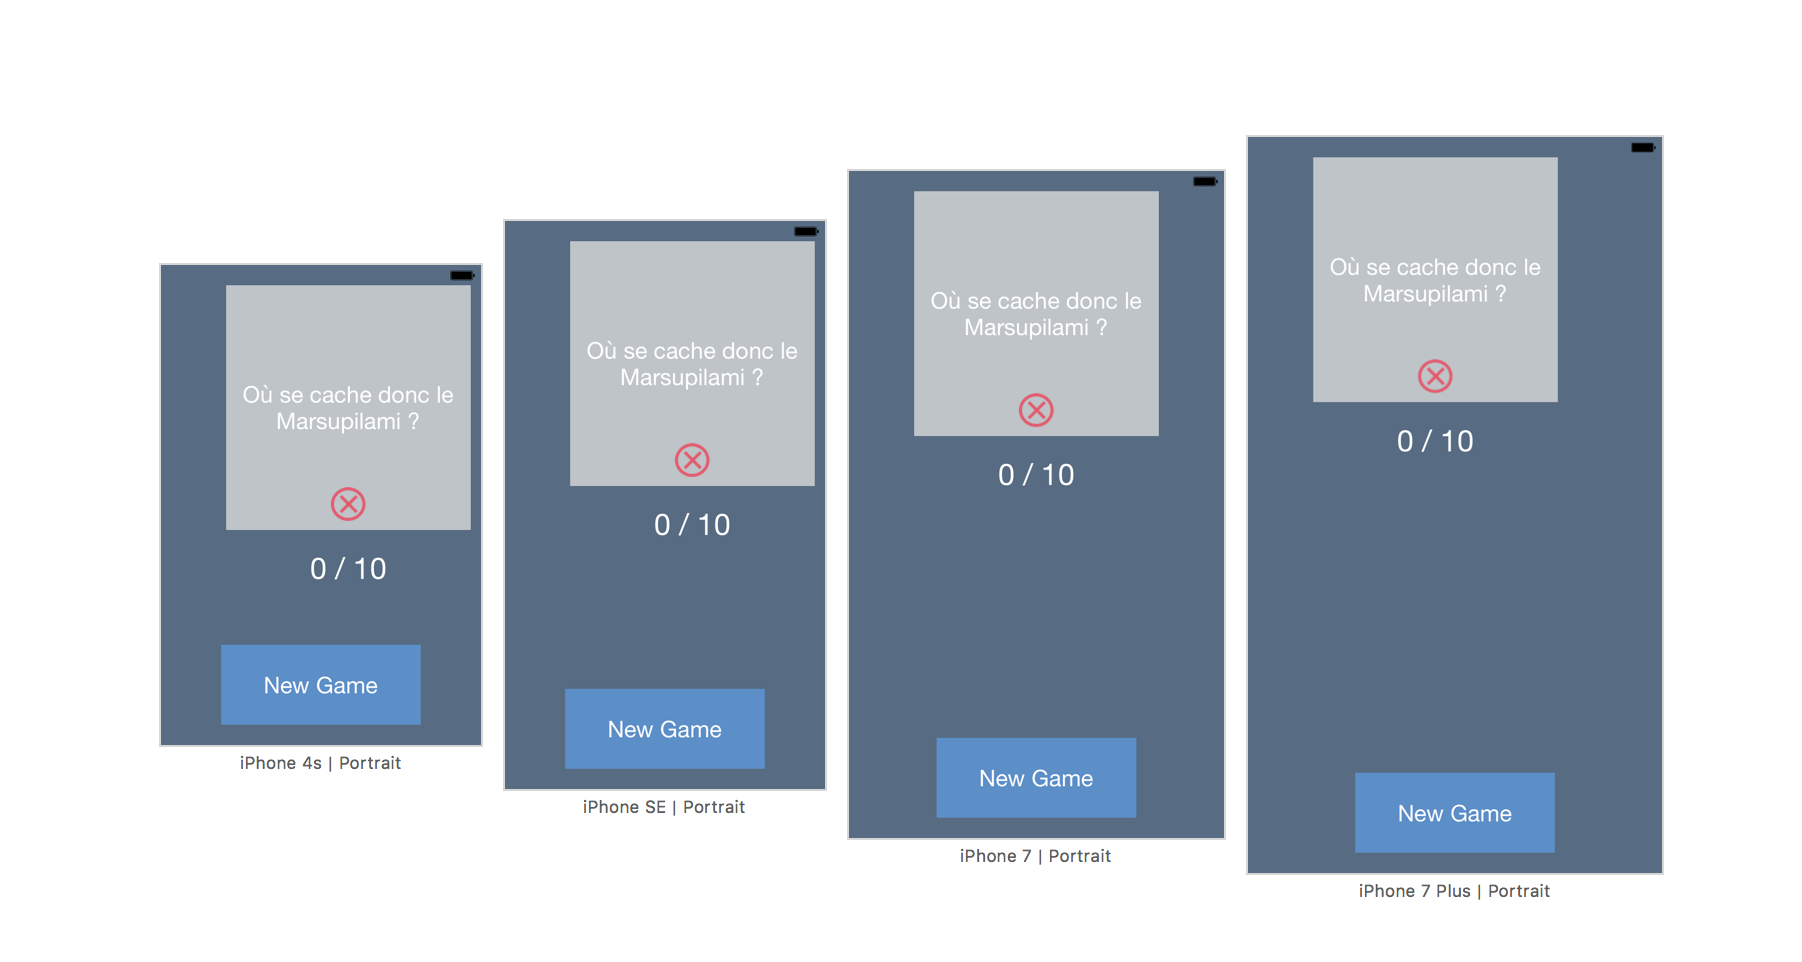 Où se cache donc le
Marsupilami ?
0 / 10
New Game
iPhone 4s | Portrait
Où se cache donc le
Marsupilami ?
0 / 10
New Game
iPhone SE | Portrait
Où se cache donc le
Marsupilami ?
0 / 10
New Game
iPhone 7 | Portrait
Où se cache donc le
Marsupilami ?
0 / 10
New Game
iPhone 7 Plus | Portrait